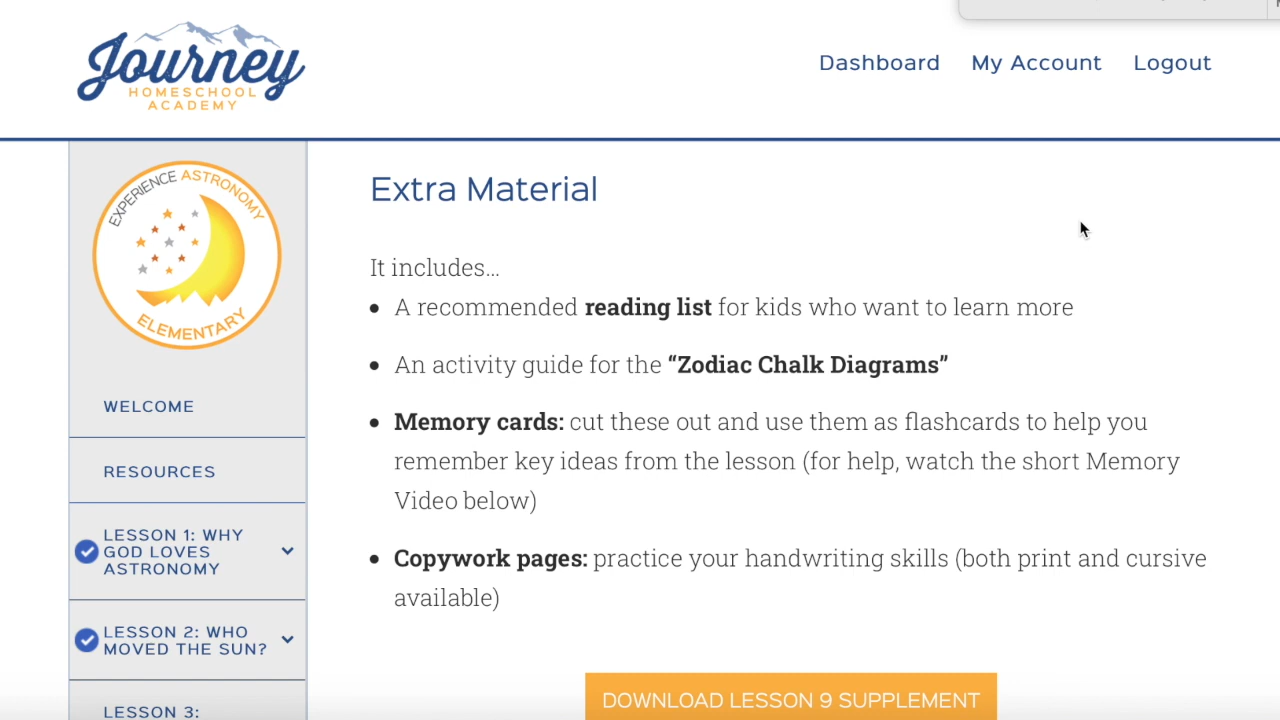 Journey
HOMESCHOOL
ACADEMY
Dashboard
My Account
Logout
EXPERIENCE ASTRONOMY
ELEMENTARY
WELCOME
RESOURCES
LESSON 1: WHY
GOD LOVES
ASTRONOMY
LESSON 2: WHO
MOVED THE SUN?
LESSON 3:
Extra Material
It includes…
A recommended reading list for kids who want to learn more
An activity guide for the “Zodiac Chalk Diagrams”
Memory cards: cut these out and use them as flashcards to help you
remember key ideas from the lesson (for help, watch the short Memory
Video below)
Copywork pages: practice your handwriting skills (both print and cursive
available)
DOWNLOAD LESSON 9 SUPPLEMENT